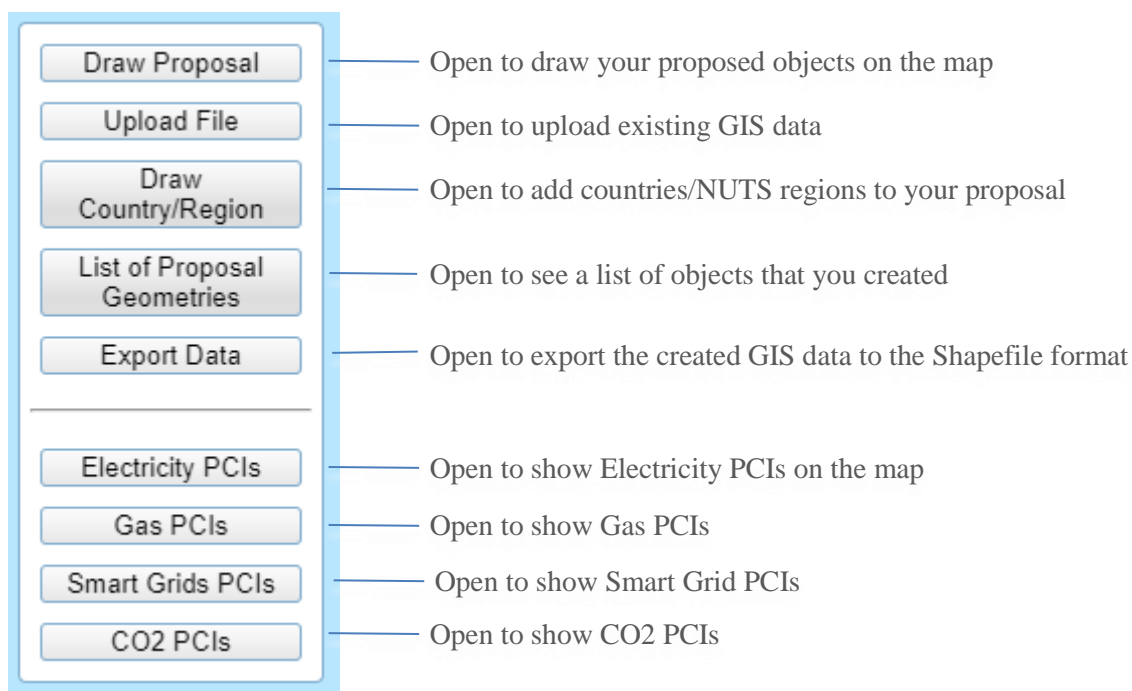 Draw Proposal Open to draw your proposed objects on the map
Upload File Open to upload existing GIS data
Draw
Country/Region Open to add countries/NUTS regions to your proposal
List of Proposal
Geometries Open to see a list of objects that you created
Export Data Open to export the created GIS data to the Shapefile format
Electricity PCIs Open to show Electricity PCIs on the map
Gas PCIs Open to show Gas PCIs
Smart Grids PCIs Open to show Smart Grid PCIs
CO2 PCIs Open to show CO2 PCIs